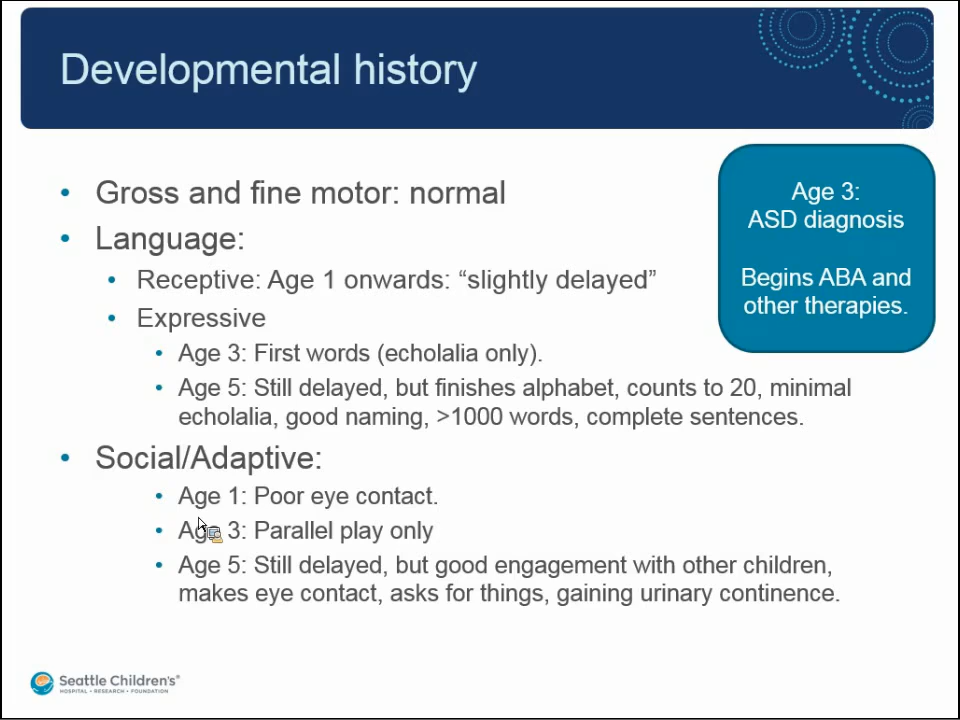 Developmental history
• Gross and fine motor: normal
• Language:
• Receptive: Age 1 onwards: “slightly delayed”
• Expressive
• Age 3: First words (echolalia only).
• Age 5: Still delayed, but finishes alphabet, counts to 20, minimal
echolalia, good naming, >1000 words, complete sentences.
• Social/Adaptive:
• Age 1: Poor eye contact.
• Age 3: Parallel play only
• Age 5: Still delayed, but good engagement with other children,
makes eye contact, asks for things, gaining urinary continence.
Age 3:
ASD diagnosis
Begins ABA and
other therapies.
Seattle Children's®
HOSPITAL • RESEARCH • FOUNDATION